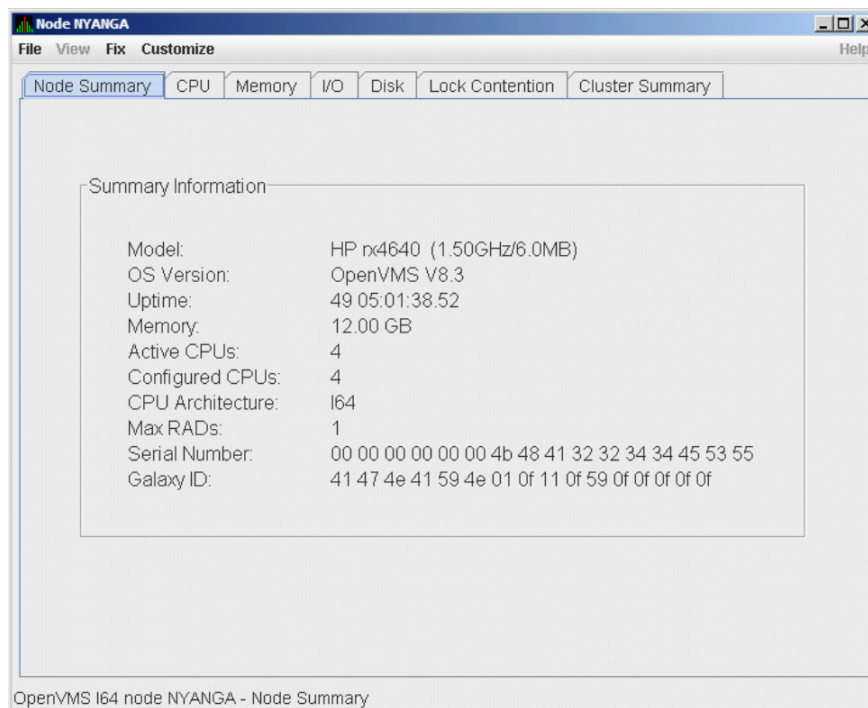 Node NYANGA
File View Fix Customize Help
Node Summary CPU Memory I/O Disk Lock Contention Cluster Summary
Summary Information
Model: HP rx4640 (1.50GHz/6.0MB)
OS Version: OpenVMS V8.3
Uptime: 49 05:01:38.52
Memory: 12.00 GB
Active CPUs: 4
Configured CPUs: 4
CPU Architecture: I64
Max RADs: 1
Serial Number: 00 00 00 00 00 00 4b 48 41 32 32 34 34 45 53 55
Galaxy ID: 41 47 4e 41 59 4e 01 0f 11 0f 59 0f 0f 0f 0f 0f
OpenVMS I64 node NYANGA - Node Summary